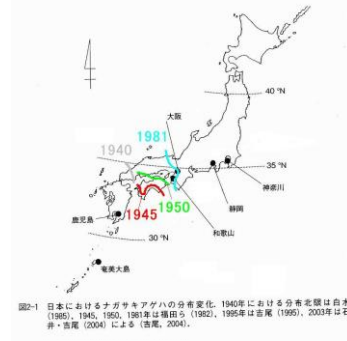 40 °N
大阪
1981
1940
35 °N
神奈川
静岡
鹿児島
1945
1950
和歌山
30 °N
奄美大島
図2-1 日本におけるナガサキアゲハの分布変化. 1940年における分布北限は白水
(1985), 1945, 1950, 1981年は福田ら (1982), 1995年は吉尾 (1995), 2003年は石
井・吉尾 (2004) による (吉尾, 2004).